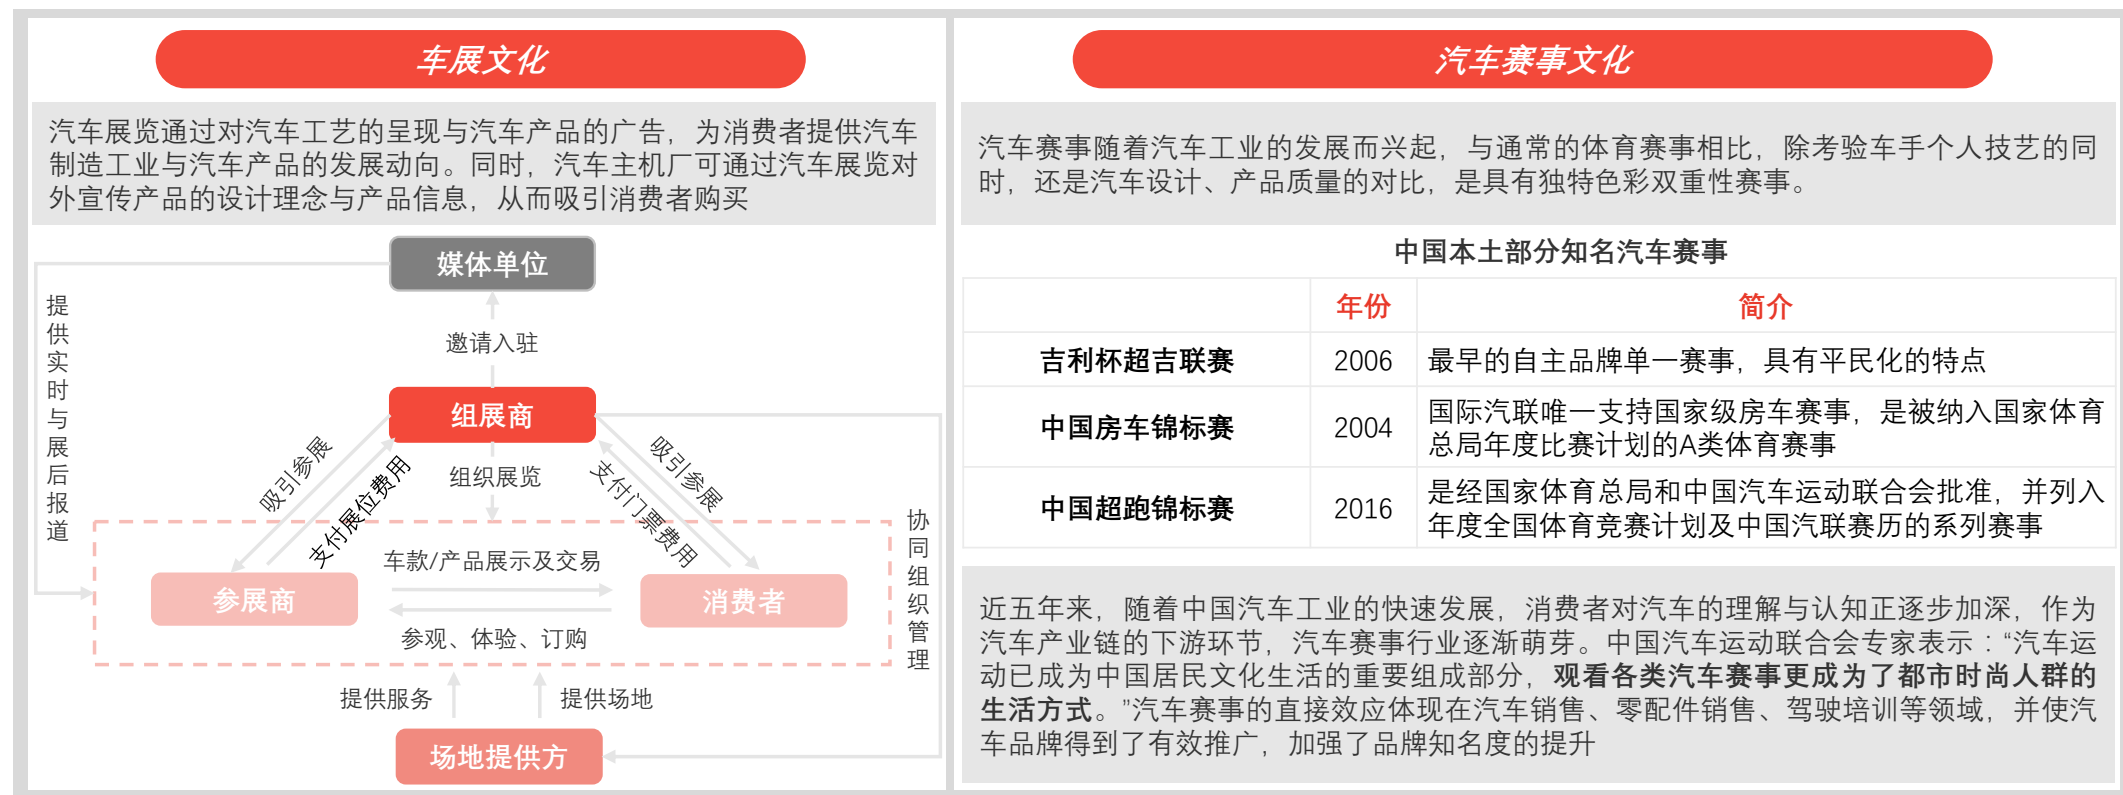 车展文化
汽车展览通过对汽车工艺的呈现与汽车产品的广告，为消费者提供汽车
制造工业与汽车产品的发展动向。同时，汽车主机厂可通过汽车展览对
外宣传产品的设计理念与产品信息，从而吸引消费者购买
媒体单位
提供实时与展后报道
邀请入驻
组展商
吸引参展
支付展位费用
组织展览
支付门票费用
吸引参展
协同组织管理
车款/产品展示及交易
参展商
消费者
参观、体验、订购
提供服务
提供场地
场地提供方
汽车赛事文化
汽车赛事随着汽车工业的发展而兴起，与通常的体育赛事相比，除考验车手个人技艺的同
时，还是汽车设计、产品质量的对比，是具有独特色彩双重性赛事。
中国本土部分知名汽车赛事
年份 简介
吉利杯超吉联赛 2006 最早的自主品牌单一赛事，具有平民化的特点
中国房车锦标赛 2004 国际汽联唯一支持国家级房车赛事，是被纳入国家体育
总局年度比赛计划的A类体育赛事
中国超跑锦标赛 2016 是经国家体育总局和中国汽车运动联合会批准，并列入
年度全国体育竞赛计划及中国汽联赛历的系列赛事
近五年来，随着中国汽车工业的快速发展，消费者对汽车的理解与认知正逐步加深，作为
汽车产业链的下游环节，汽车赛事行业逐渐萌芽。中国汽车运动联合会专家表示：“汽车运
动已成为中国居民文化生活的重要组成部分，观看各类汽车赛事更成为了都市时尚人群的
生活方式。”汽车赛事的直接效应体现在汽车销售、零配件销售、驾驶培训等领域，并使汽
车品牌得到了有效推广，加强了品牌知名度的提升